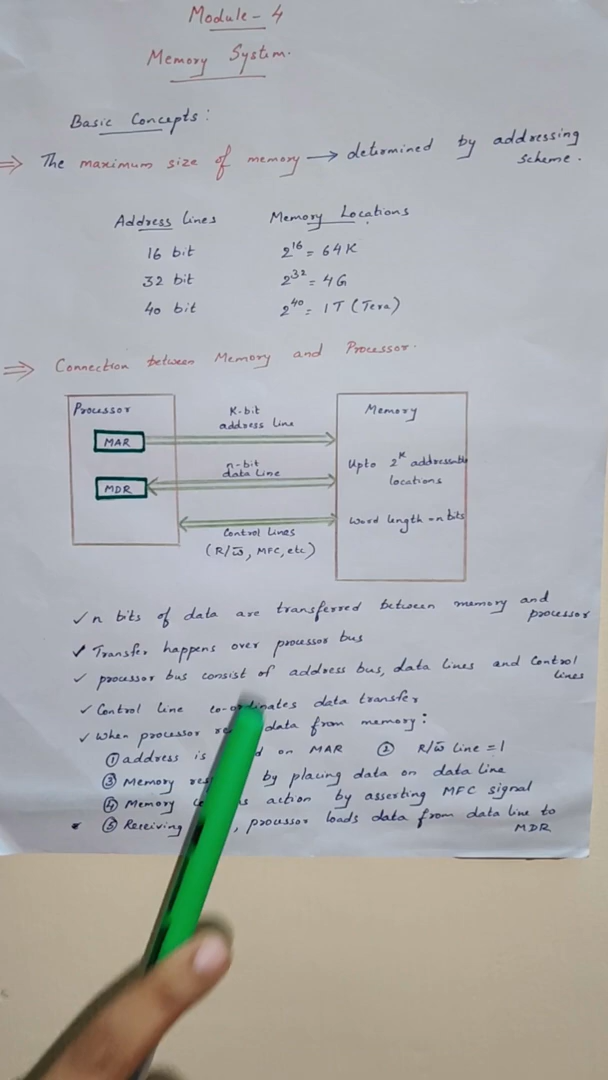 Module - 4
Memory System.
Basic Concepts:
⇒ The maximum size of memory → determined by addressing scheme.
Address Lines Memory Locations
16 bit 2^16 = 64K
32 bit 2^32 = 4G
40 bit 2^40 = 1T (Tera)
⇒ Connection between Memory and Processor.
Processor
MAR
MDR
K-bit
address line
n-bit
data Line
Control Lines
(R/w̅, MFC, etc)
Memory
Upto 2^K addressable
locations
Word length = n bits
✓ n bits of data are transferred between memory and processor
✓ Transfer happens over processor bus
✓ processor bus consist of address bus, data lines and control lines
✓ Control line co-ordinates data transfer
✓ When processor data from memory:
① address is on MAR ② R/w̅ line = 1
③ Memory by placing data on data line
④ Memory action by asserting MFC signal
⑤ Receiving , processor loads data from data line to MDR